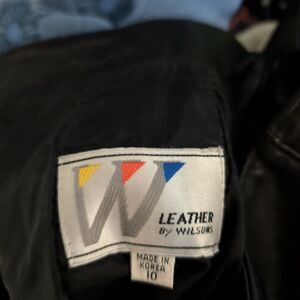 W
LEATHER
By WILSONS
MADE IN
KOREA
10